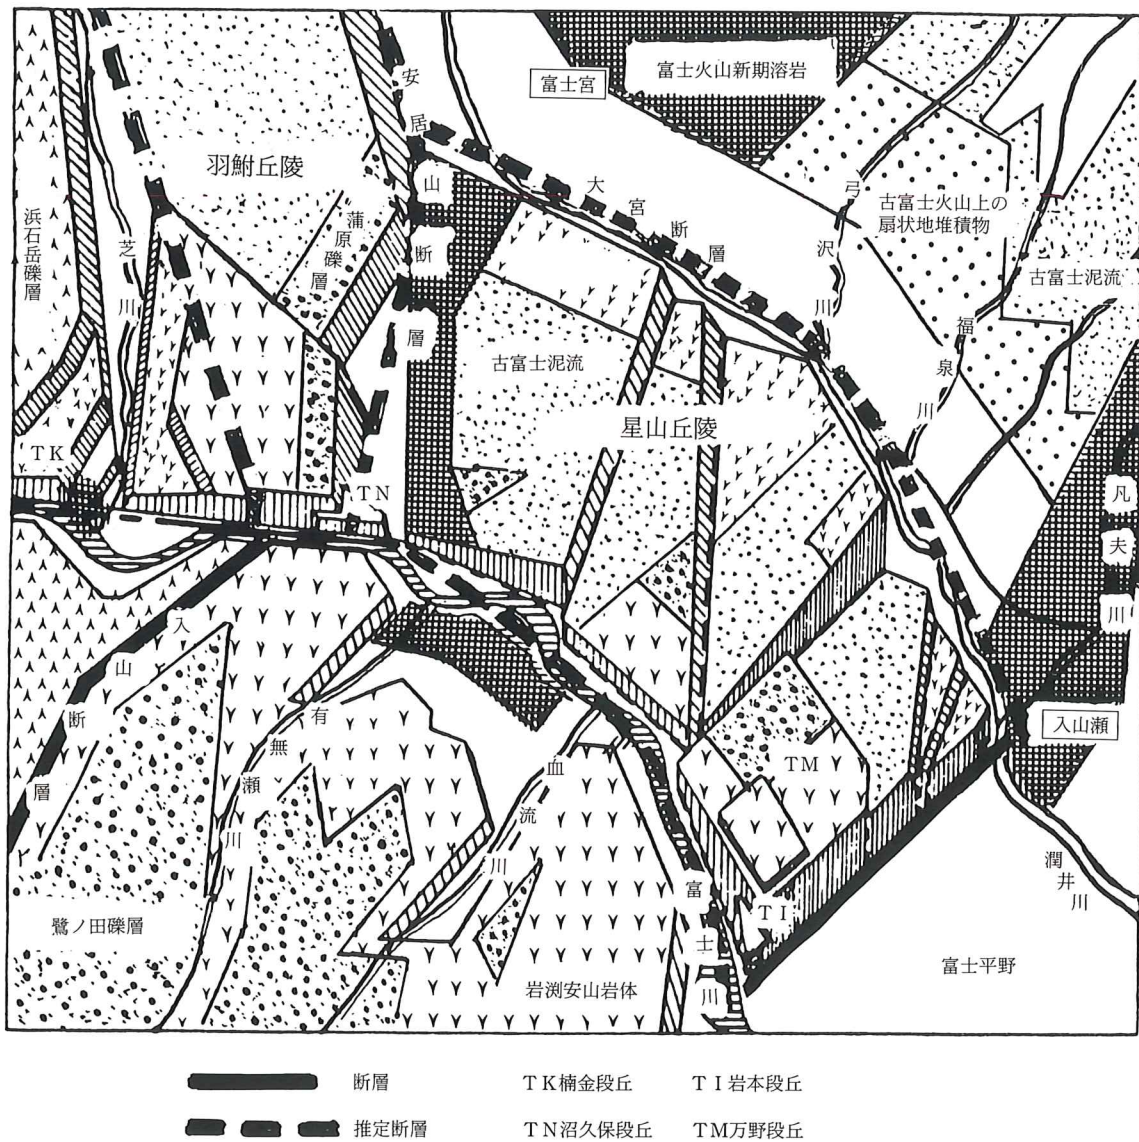 富士火山新期溶岩
富士宮
安居山断層
羽鮒丘陵
大宮断層
弓沢川
古富士火山上の
扇状地堆積物
浜石岳礫層
芝川
蒲原礫層
古富士泥流
福泉川
古富士泥流
星山丘陵
TK
TN
凡夫川
入山断層
有無瀬川
血流川
入山瀬
TM
潤井川
鷺ノ田礫層
TI
富士川
富士平野
岩渕安山岩体
断層
TK楠金段丘
TI岩本段丘
推定断層
TN沼久保段丘
TM万野段丘